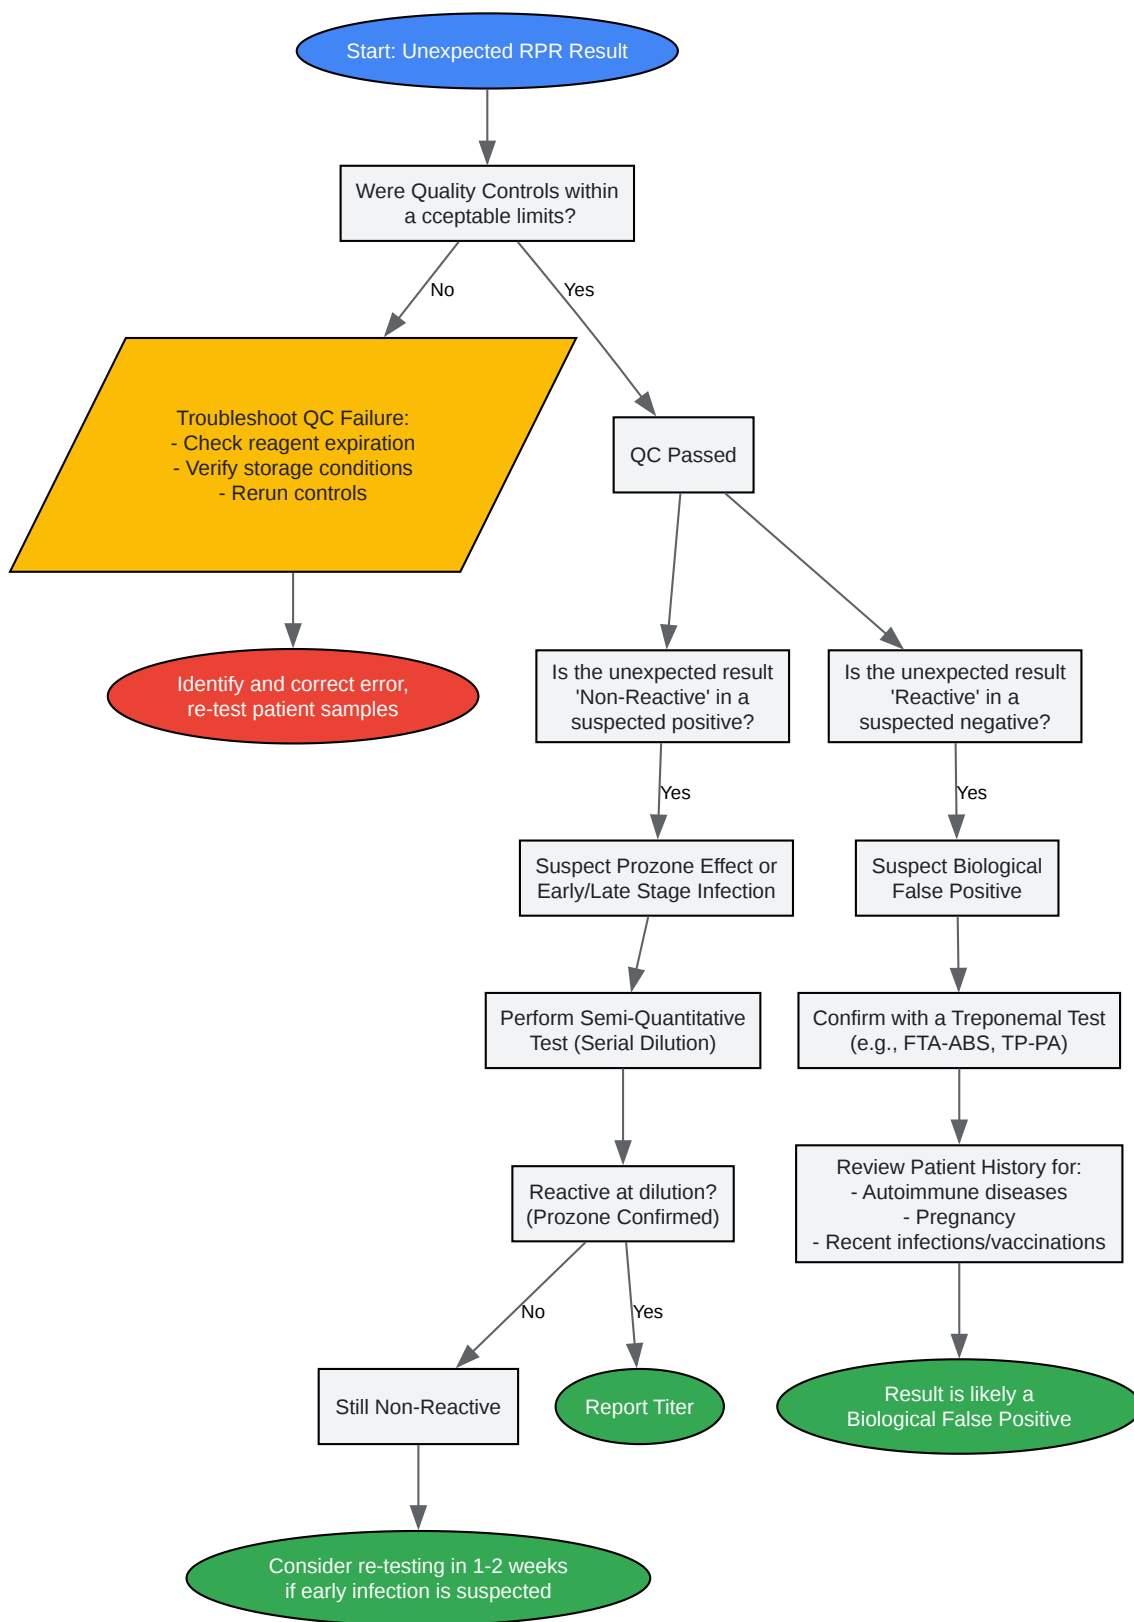 Start: Unexpected RPR Result
Were Quality Controls within
a cceptable limits?
No
Yes
Troubleshoot QC Failure:
- Check reagent expiration
- Verify storage conditions
- Rerun controls
QC Passed
Identify and correct error,
re-test patient samples
Is the unexpected result
'Non-Reactive' in a
suspected positive?
Is the unexpected result
'Reactive' in a
suspected negative?
Yes
Yes
Suspect Prozone Effect or
Early/Late Stage Infection
Suspect Biological
False Positive
Perform Semi-Quantitative
Test (Serial Dilution)
Confirm with a Treponemal Test
(e.g., FTA-ABS, TP-PA)
Reactive at dilution?
(Prozone Confirmed)
Review Patient History for:
- Autoimmune diseases
- Pregnancy
- Recent infections/vaccinations
No
Yes
Still Non-Reactive
Report Titer
Result is likely a
Biological False Positive
Consider re-testing in 1-2 weeks
if early infection is suspected